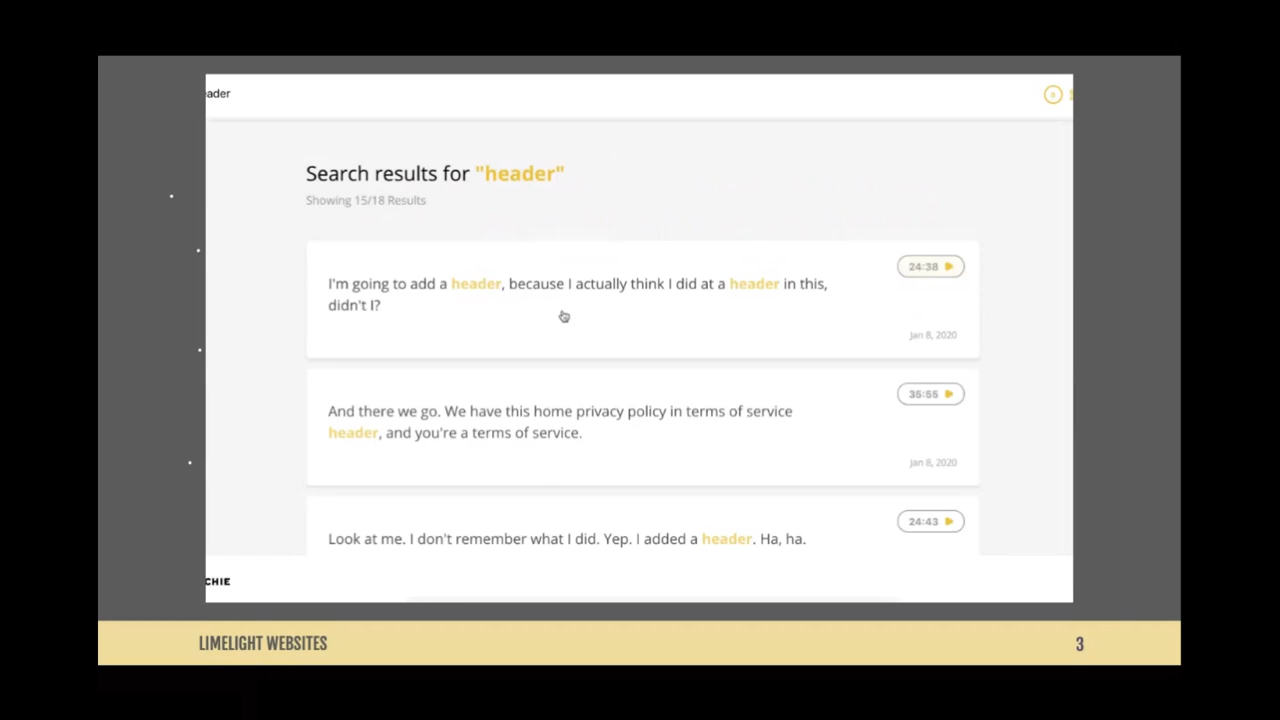 ader
Search results for "header"
Showing 15/18 Results
I'm going to add a header, because I actually think I did at a header in this,
didn't I?
24:38
Jan 8, 2020
And there we go. We have this home privacy policy in terms of service
header, and you're a terms of service.
35:55
Jan 8, 2020
Look at me. I don't remember what I did. Yep. I added a header. Ha, ha.
24:43
CHIE
LIMELIGHT WEBSITES
3